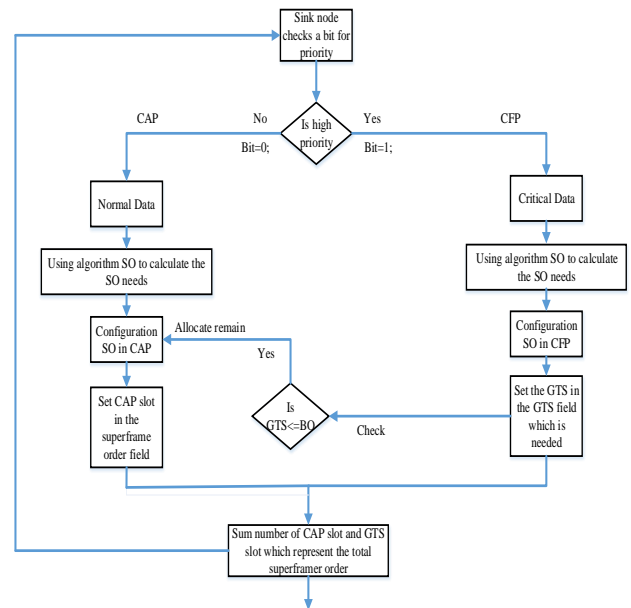 Sink node
checks a bit for
priority
CAP
No
Is high
priority
Yes
CFP
Bit=0;
Bit=1;
Normal Data
Critical Data
Using algorithm SO to calculate the
SO needs
Using algorithm SO to calculate
the SO needs
Configuration
SO in CAP
Allocate remain
Yes
Configuration
SO in CFP
Set CAP slot
in the
superframe
order field
Is
GTS<=BO
Check
Set the GTS in
the GTS field
which is
needed
Sum number of CAP slot and GTS
slot which represent the total
superframer order